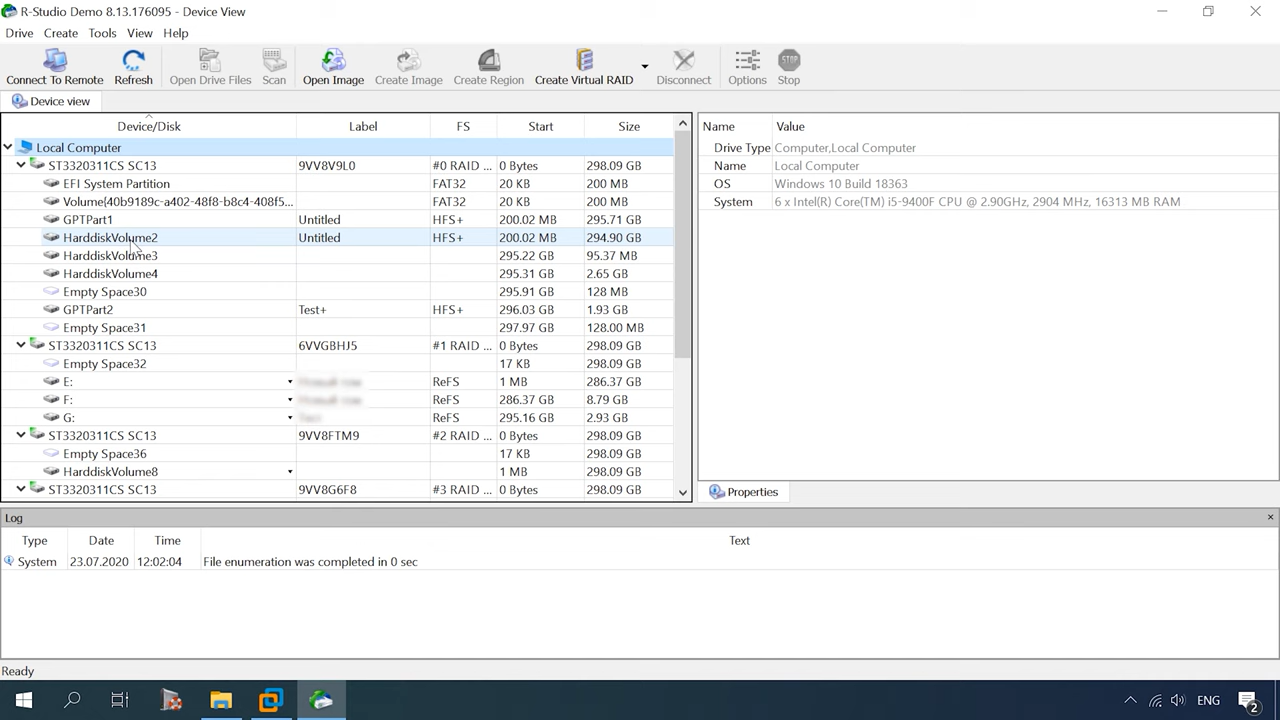 R-Studio Demo 8.13.176095 - Device View
Drive Create Tools View Help
Connect To Remote Refresh Open Drive Files Scan Open Image Create Image Create Region Create Virtual RAID Disconnect Options Stop
Device view
Device/Disk Label FS Start Size
Local Computer
ST3320311CS SC13 9VV8V9L0 #0 RAID ... 0 Bytes 298.09 GB
EFI System Partition FAT32 20 KB 200 MB
Volume{40b9189c-a402-48f8-b8c4-408f5... FAT32 20 KB 200 MB
GPTPart1 Untitled HFS+ 200.02 MB 295.71 GB
HarddiskVolume2 Untitled HFS+ 200.02 MB 294.90 GB
HarddiskVolume3 295.22 GB 95.37 MB
HarddiskVolume4 295.31 GB 2.65 GB
Empty Space30 295.91 GB 128 MB
GPTPart2 Test+ HFS+ 296.03 GB 1.93 GB
Empty Space31 297.97 GB 128.00 MB
ST3320311CS SC13 6VVGBHJ5 #1 RAID ... 0 Bytes 298.09 GB
Empty Space32 17 KB 298.09 GB
E: ReFS 1 MB 286.37 GB
F: ReFS 286.37 GB 8.79 GB
G: ReFS 295.16 GB 2.93 GB
ST3320311CS SC13 9VV8FTM9 #2 RAID ... 0 Bytes 298.09 GB
Empty Space36 17 KB 298.09 GB
HarddiskVolume8 1 MB 298.09 GB
ST3320311CS SC13 9VV8G6F8 #3 RAID ... 0 Bytes 298.09 GB
Name Value
Drive Type Computer,Local Computer
Name Local Computer
OS Windows 10 Build 18363
System 6 x Intel(R) Core(TM) i5-9400F CPU @ 2.90GHz, 2904 MHz, 16313 MB RAM
Properties
Log
Type Date Time Text
System 23.07.2020 12:02:04 File enumeration was completed in 0 sec
Ready
ENG
2